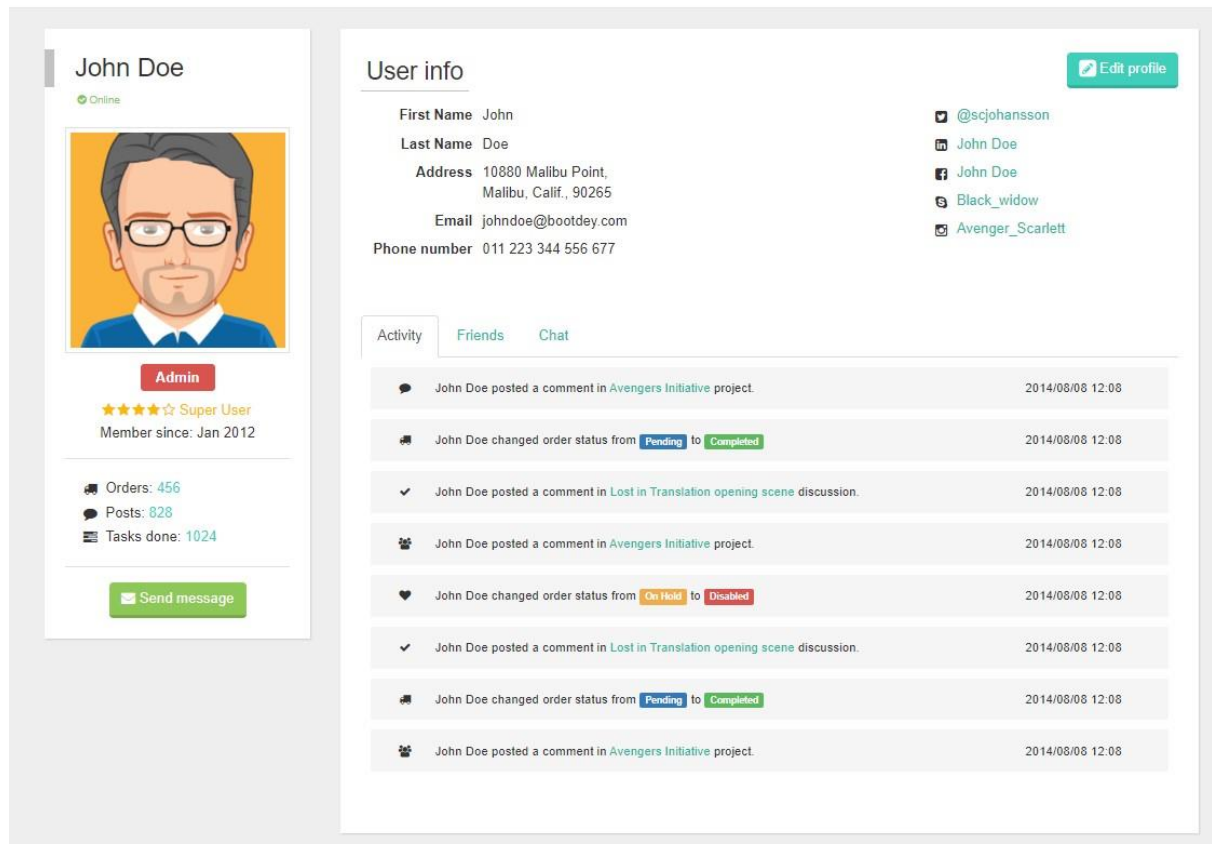 John Doe
Online
Admin
Super User
Member since: Jan 2012
Orders: 456
Posts: 828
Tasks done: 1024
Send message
User info
Edit profile
First Name John
Last Name Doe
Address 10880 Malibu Point,
Malibu, Calif., 90265
Email johndoe@bootdey.com
Phone number 011 223 344 556 677
@scjohansson
John Doe
John Doe
Black_widow
Avenger_Scarlett
Activity Friends Chat
John Doe posted a comment in Avengers Initiative project. 2014/08/08 12:08
John Doe changed order status from Pending to Completed 2014/08/08 12:08
John Doe posted a comment in Lost in Translation opening scene discussion. 2014/08/08 12:08
John Doe posted a comment in Avengers Initiative project. 2014/08/08 12:08
John Doe changed order status from On Hold to Disabled 2014/08/08 12:08
John Doe posted a comment in Lost in Translation opening scene discussion. 2014/08/08 12:08
John Doe changed order status from Pending to Completed 2014/08/08 12:08
John Doe posted a comment in Avengers Initiative project. 2014/08/08 12:08